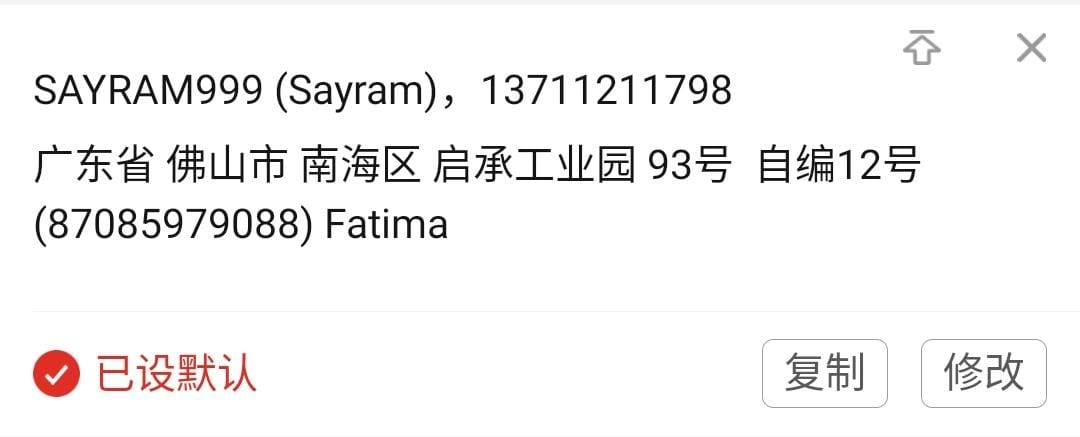 SAYRAM999 (Sayram)，13711211798
广东省 佛山市 南海区 启承工业园 93号 自编12号
(87085979088) Fatima
已设默认
复制
修改